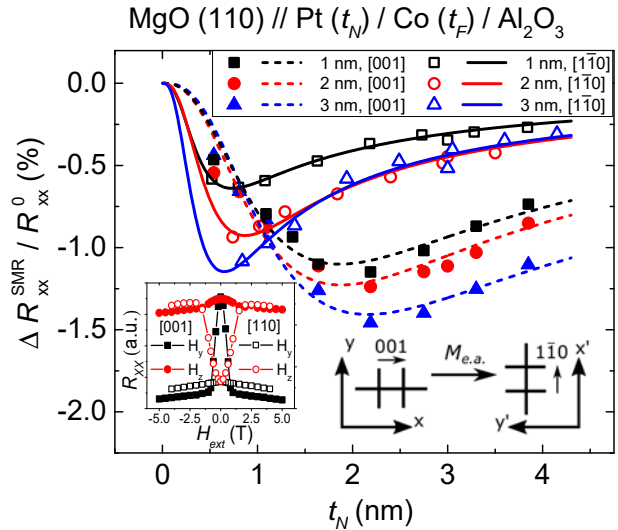 MgO (110) // Pt (t_N) / Co (t_F) / Al₂O₃
1 nm, [001] 1 nm, [11̄0]
2 nm, [001] 2 nm, [11̄0]
3 nm, [001] 3 nm, [11̄0]
Δ R_xx^SMR / R_xx^0 (%)
0.0
-0.5
-1.0
-1.5
-2.0
R_XX (a.u.)
[001] [110]
H_y H_y
H_z H_z
-5.0 -2.5 0.0 2.5 5.0
H_ext (T)
y 001 M_e.a. 11̄0 x'
x y'
0 1 2 3 4
t_N (nm)